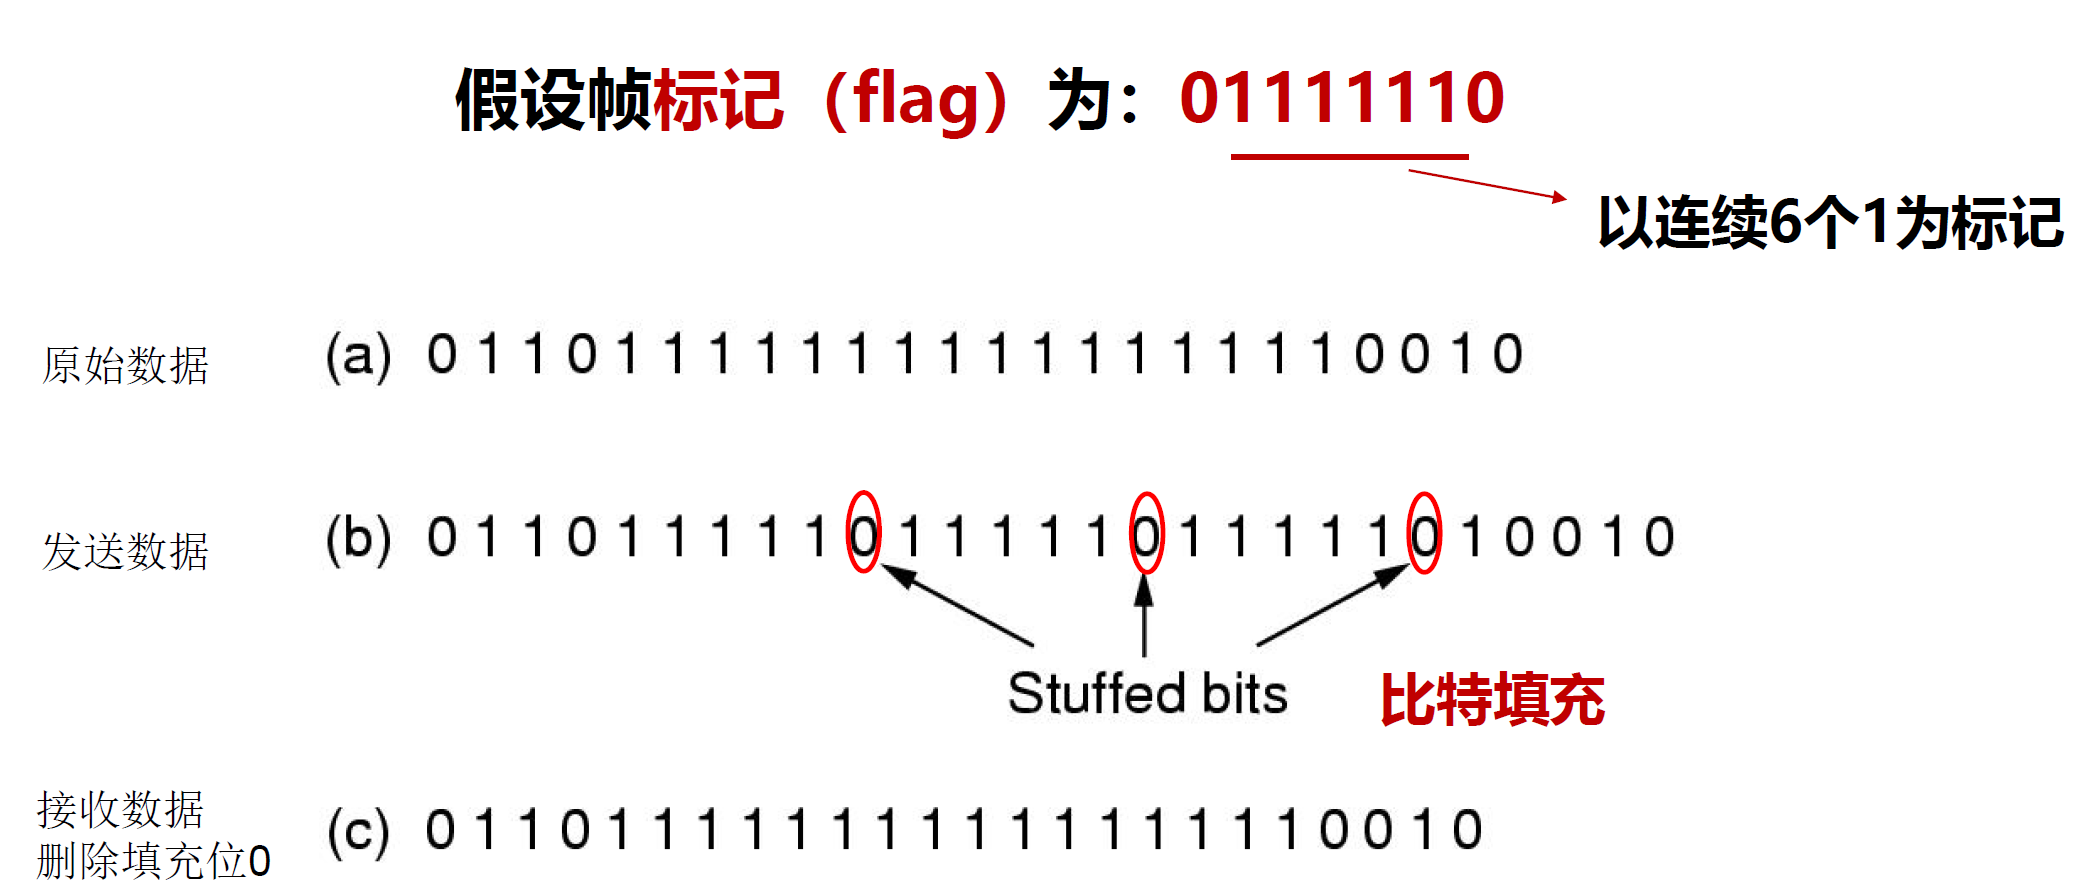 假设帧标记（flag）为：01111110
以连续6个1为标记
原始数据 (a) 0 1 1 0 1 1 1 1 1 1 1 1 1 1 1 1 1 1 1 1 0 0 1 0
发送数据 (b) 0 1 1 0 1 1 1 1 1 0 1 1 1 1 1 0 1 1 1 1 1 0 1 0 0 1 0
Stuffed bits 比特填充
接收数据
删除填充位0 (c) 0 1 1 0 1 1 1 1 1 1 1 1 1 1 1 1 1 1 1 1 0 0 1 0